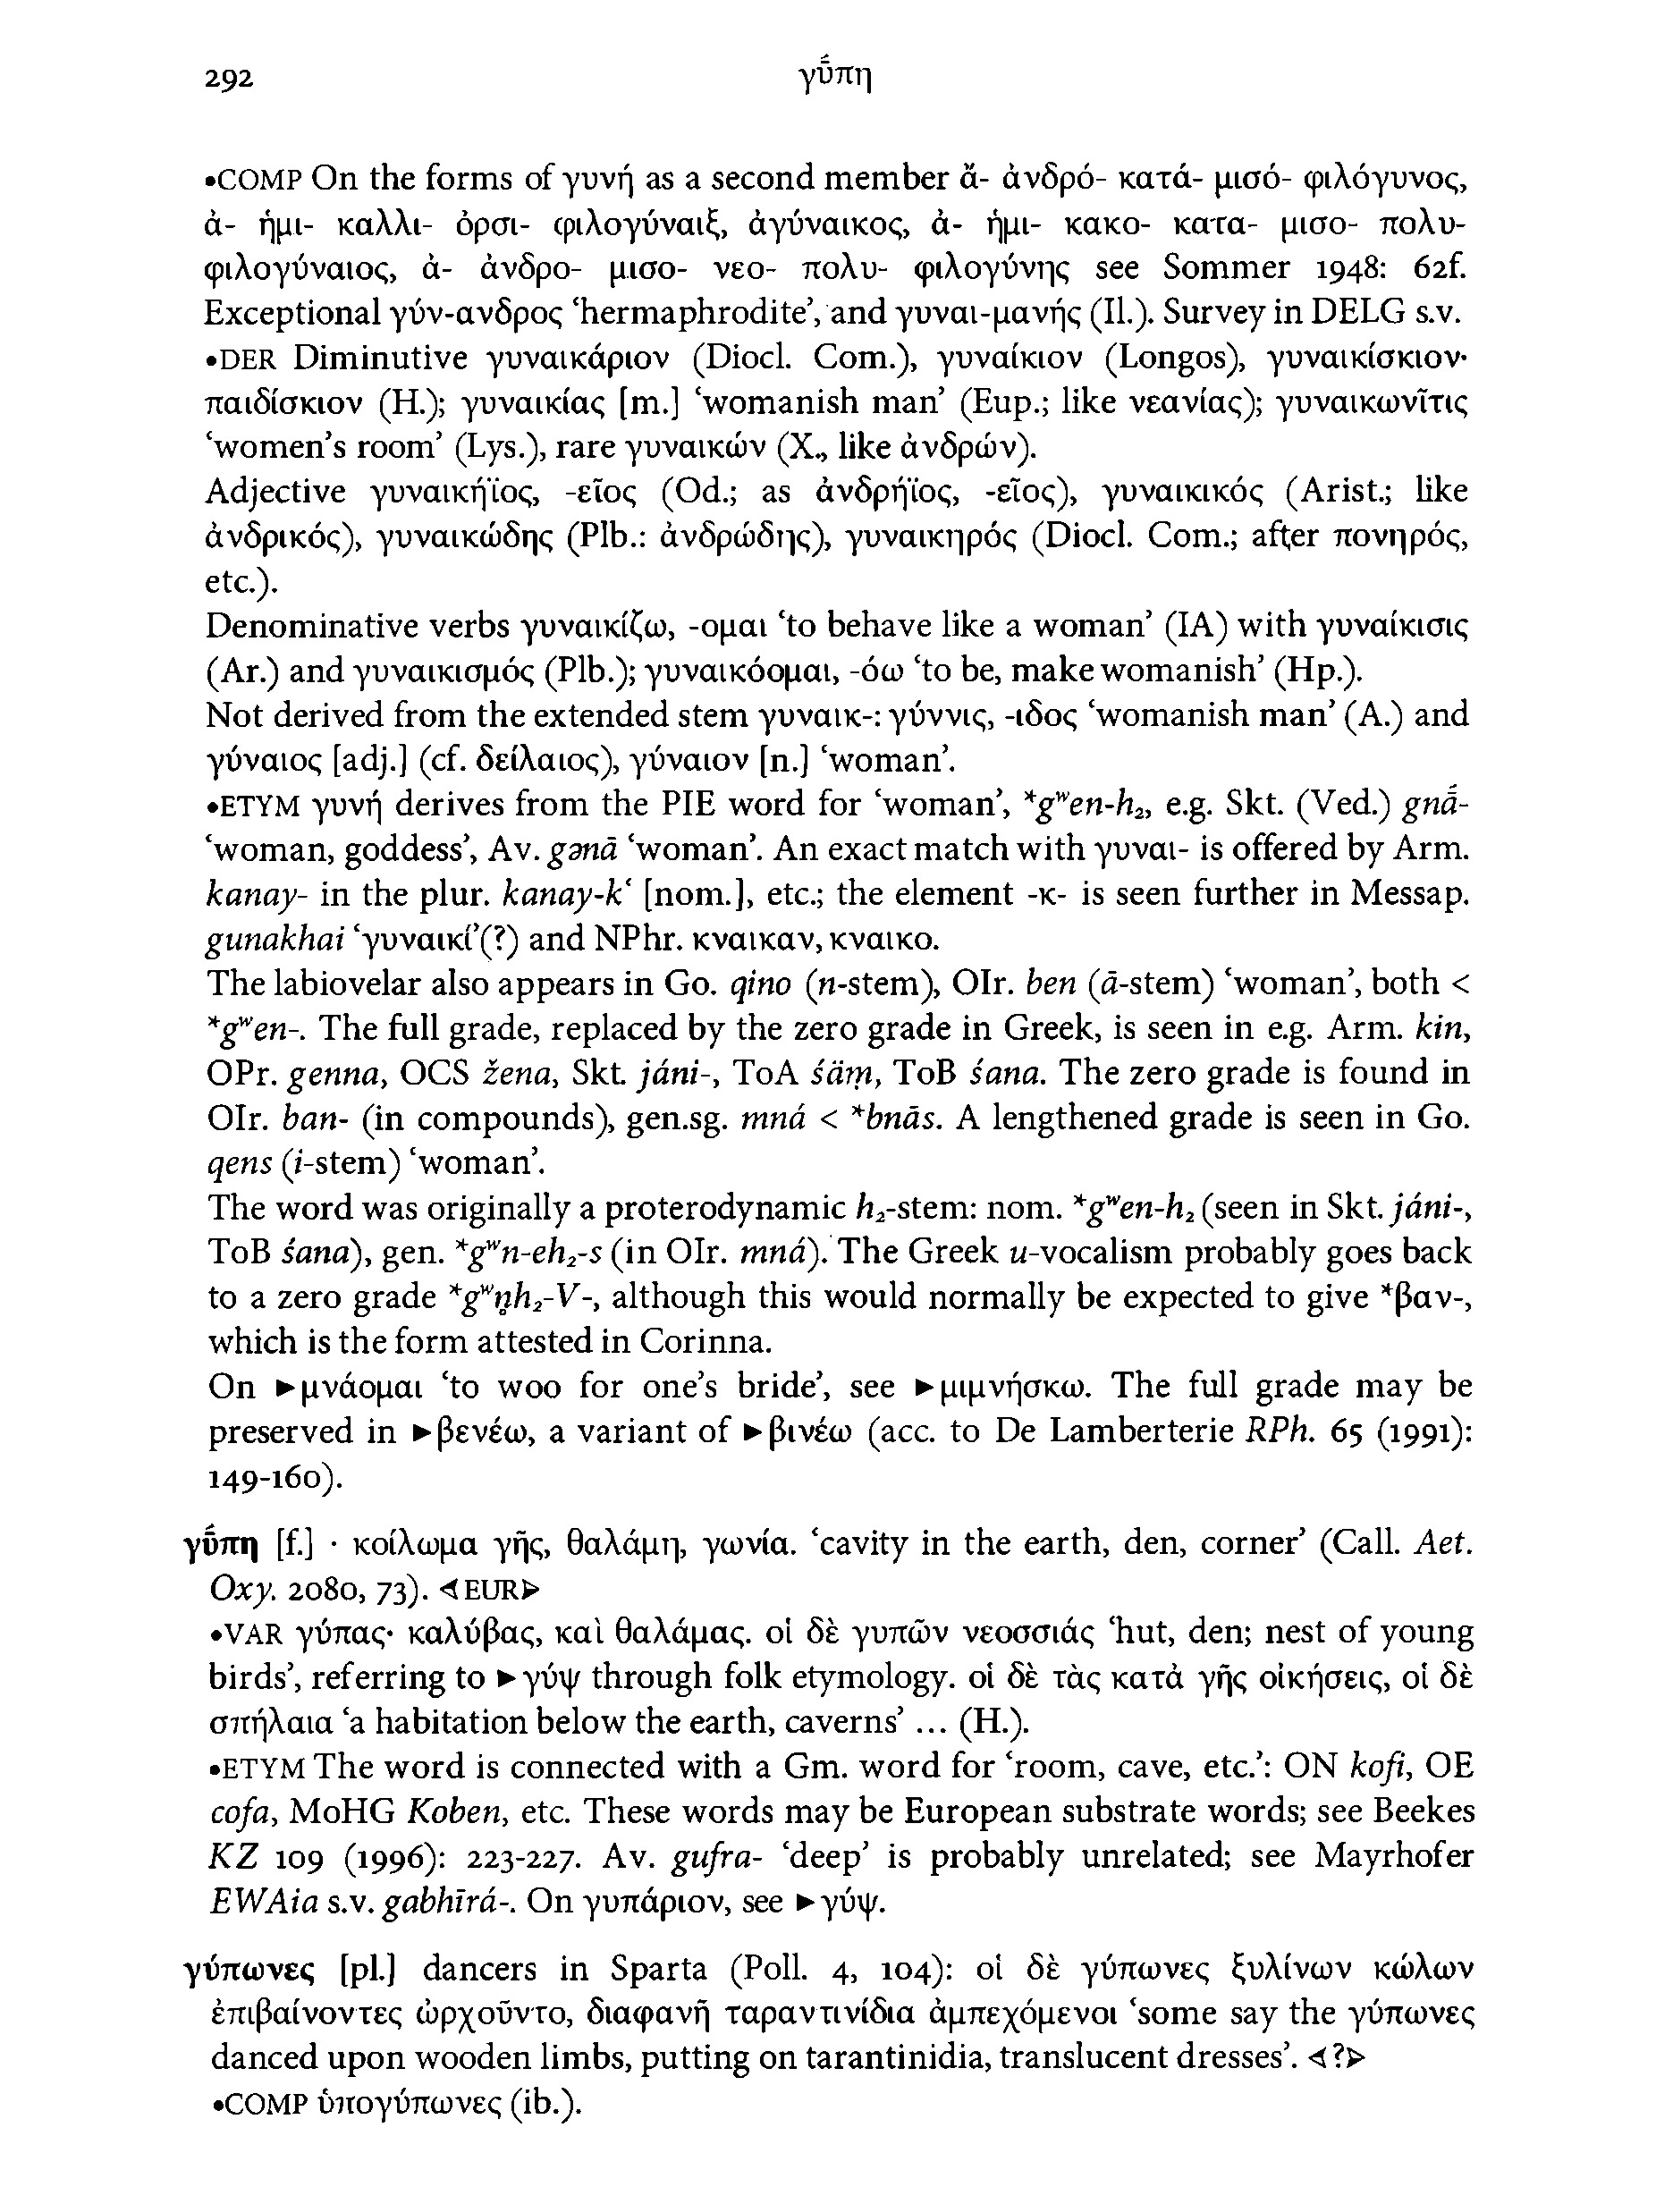 292
γῡ́πη
•COMP On the forms of γυνή as a second member ἄ- ἀνδρό- κατά- μισό- φιλόγυνος,
ἀ- ἡμι- καλλι- ὀρσι- φιλογύναιξ, ἀγύναικος, ἀ- ἡμι- κακο- κατα- μισο- πολυ-
φιλογύναιος, ἀ- ἀνδρο- μισο- νεο- πολυ- φιλογύνης see Sommer 1948: 62f.
Exceptional γύν-ανδρος ‘hermaphrodite’, and γυναι-μανής (Il.). Survey in DELG s.v.
•DER Diminutive γυναικάριον (Diocl. Com.), γυναίκιον (Longos), γυναικίσκιον·
παιδίσκιον (H.); γυναικίας [m.] ‘womanish man’ (Eup.; like νεανίας); γυναικωνῖτις
‘women’s room’ (Lys.), rare γυναικών (X., like ἀνδρών).
Adjective γυναικήϊος, -εῖος (Od.; as ἀνδρήϊος, -εῖος), γυναικικός (Arist.; like
ἀνδρικός), γυναικώδης (Plb.: ἀνδρώδης), γυναικηρός (Diocl. Com.; after πονηρός,
etc.).
Denominative verbs γυναικίζω, -ομαι ‘to behave like a woman’ (IA) with γυναίκισις
(Ar.) and γυναικισμός (Plb.); γυναικόομαι, -όω ‘to be, make womanish’ (Hp.).
Not derived from the extended stem γυναικ-: γύννις, -ιδος ‘womanish man’ (A.) and
γύναιος [adj.] (cf. δείλαιος), γύναιον [n.] ‘woman’.
•ETYM γυνή derives from the PIE word for ‘woman’, *gʷen-h₂, e.g. Skt. (Ved.) gnā́-
‘woman, goddess’, Av. gənā ‘woman’. An exact match with γυναι- is offered by Arm.
kanay- in the plur. kanay-kʿ [nom.], etc.; the element -κ- is seen further in Messap.
gunakhai ‘γυναικί’(?) and NPhr. κναικαν, κναικο.
The labiovelar also appears in Go. qino (n-stem), OIr. ben (ā-stem) ‘woman’, both <
*gʷen-. The full grade, replaced by the zero grade in Greek, is seen in e.g. Arm. kin,
OPr. genna, OCS žena, Skt. jáni-, ToA śäṃ, ToB śana. The zero grade is found in
OIr. ban- (in compounds), gen.sg. mná < *bnās. A lengthened grade is seen in Go.
qens (i-stem) ‘woman’.
The word was originally a proterodynamic h₂-stem: nom. *gʷen-h₂ (seen in Skt. jáni-,
ToB śana), gen. *gʷn-eh₂-s (in OIr. mná). The Greek u-vocalism probably goes back
to a zero grade *gʷn̥h₂-V-, although this would normally be expected to give *βαν-,
which is the form attested in Corinna.
On ►μνάομαι ‘to woo for one’s bride’, see ►μιμνήσκω. The full grade may be
preserved in ►βενέω, a variant of ►βινέω (acc. to De Lamberterie RPh. 65 (1991):
149-160).
γῡ́πη [f.] · κοίλωμα γῆς, θαλάμη, γωνία. ‘cavity in the earth, den, corner’ (Call. Aet.
Oxy. 2080, 73). ⊲EUR⊳
•VAR γύπας· καλύβας, καὶ θαλάμας. οἱ δὲ γυπῶν νεοσσιάς ‘hut, den; nest of young
birds’, referring to ►γύψ through folk etymology. οἱ δὲ τὰς κατὰ γῆς οἰκήσεις, οἱ δὲ
σπήλαια ‘a habitation below the earth, caverns’ ... (H.).
•ETYM The word is connected with a Gm. word for ‘room, cave, etc.’: ON kofi, OE
cofa, MoHG Koben, etc. These words may be European substrate words; see Beekes
KZ 109 (1996): 223-227. Av. gufra- ‘deep’ is probably unrelated; see Mayrhofer
EWAia s.v. gabhīrá-. On γυπάριον, see ►γύψ.
γύπωνες [pl.] dancers in Sparta (Poll. 4, 104): οἱ δὲ γύπωνες ξυλίνων κώλων
ἐπιβαίνοντες ὠρχοῦντο, διαφανῆ ταραντινίδια ἀμπεχόμενοι ‘some say the γύπωνες
danced upon wooden limbs, putting on tarantinidia, translucent dresses’. ⊲?⊳
•COMP ὑπογύπωνες (ib.).